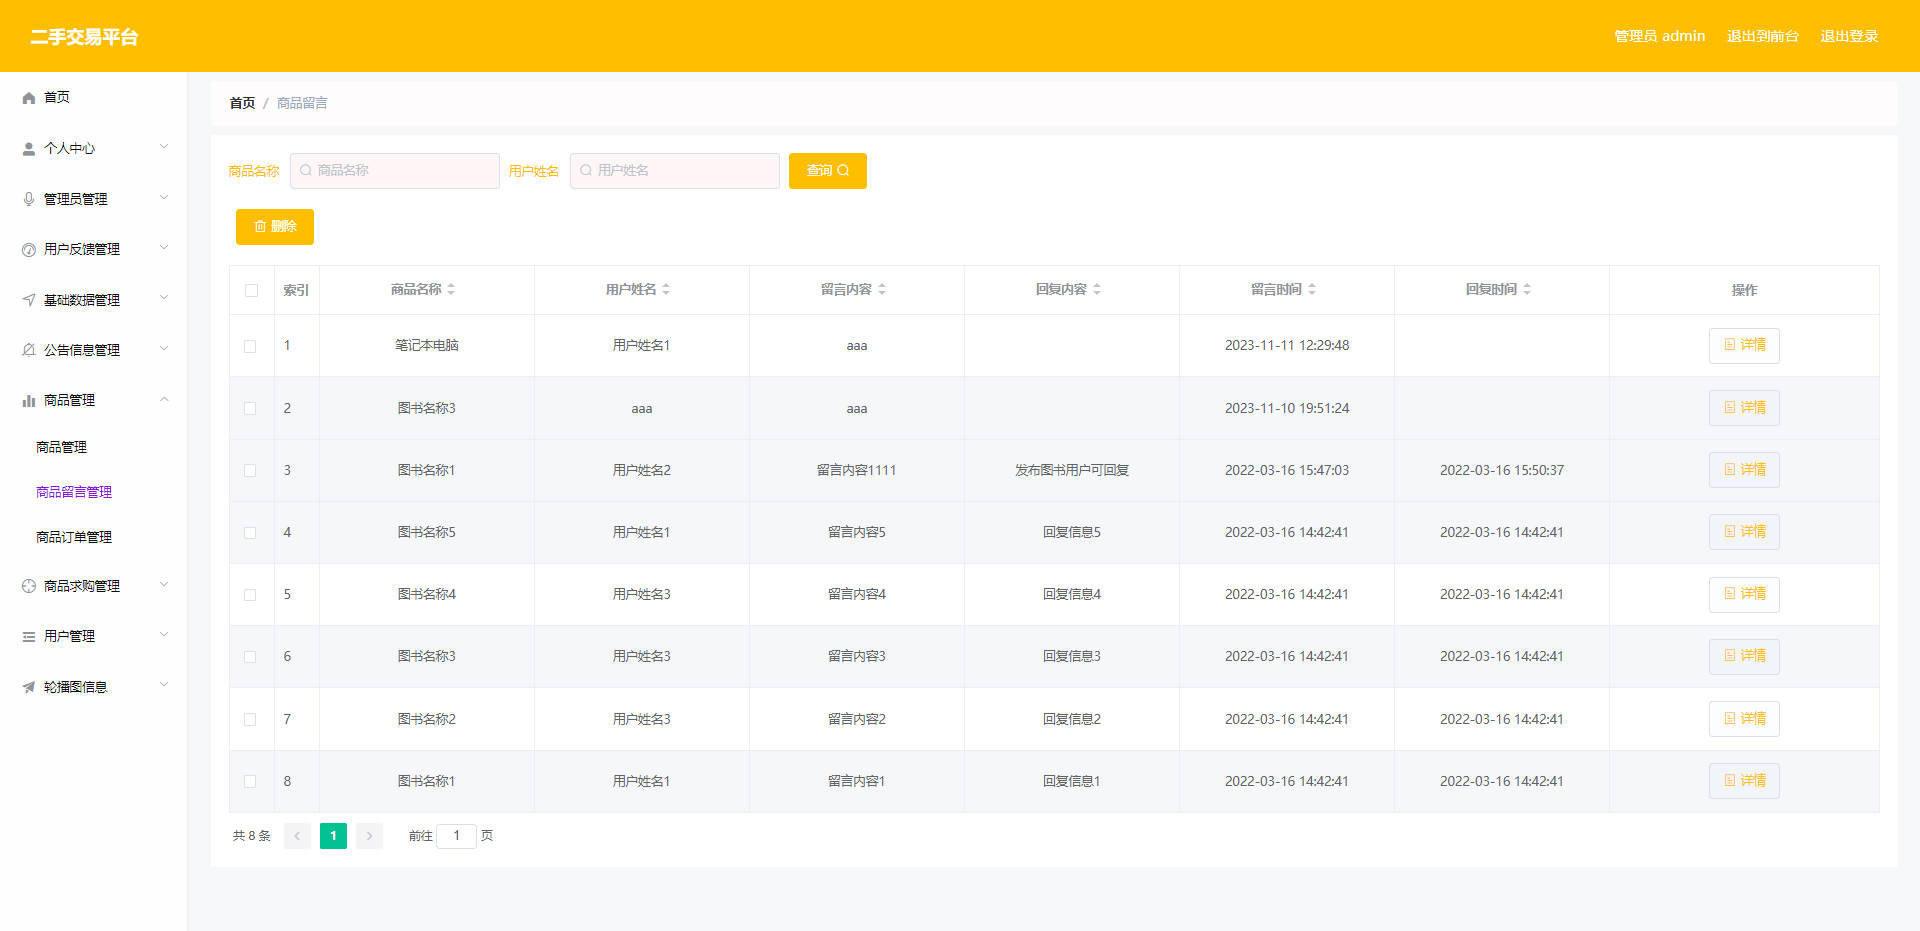 二手交易平台
管理员 admin 退出到前台 退出登录
首页
个人中心
管理员管理
用户反馈管理
基础数据管理
公告信息管理
商品管理
商品管理
商品留言管理
商品订单管理
商品求购管理
用户管理
轮播图信息
首页 / 商品留言
商品名称 商品名称 用户姓名 用户姓名 查询
删除
索引 商品名称 用户姓名 留言内容 回复内容 留言时间 回复时间 操作
1 笔记本电脑 用户姓名1 aaa 2023-11-11 12:29:48 详情
2 图书名称3 aaa aaa 2023-11-10 19:51:24 详情
3 图书名称1 用户姓名2 留言内容1111 发布图书用户可回复 2022-03-16 15:47:03 2022-03-16 15:50:37 详情
4 图书名称5 用户姓名1 留言内容5 回复信息5 2022-03-16 14:42:41 2022-03-16 14:42:41 详情
5 图书名称4 用户姓名3 留言内容4 回复信息4 2022-03-16 14:42:41 2022-03-16 14:42:41 详情
6 图书名称3 用户姓名3 留言内容3 回复信息3 2022-03-16 14:42:41 2022-03-16 14:42:41 详情
7 图书名称2 用户姓名3 留言内容2 回复信息2 2022-03-16 14:42:41 2022-03-16 14:42:41 详情
8 图书名称1 用户姓名1 留言内容1 回复信息1 2022-03-16 14:42:41 2022-03-16 14:42:41 详情
共 8 条 1 前往 1 页